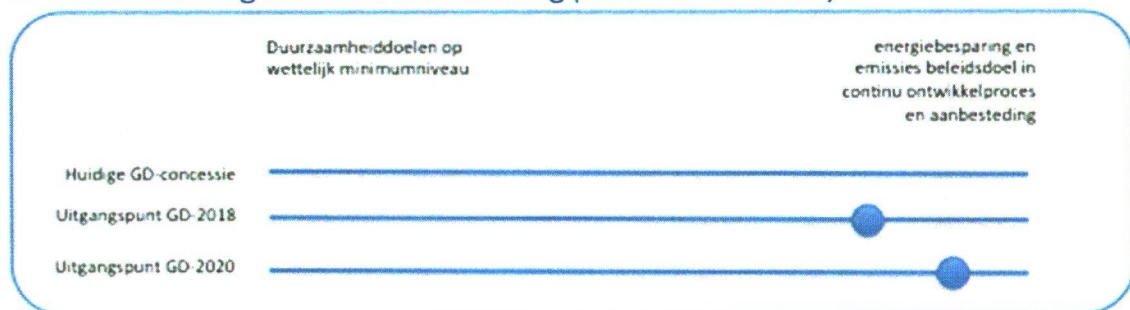 Duurzaamheiddoelen op
wettelijk minimumniveau
energiebesparing en
emissies beleidsdoel in
continu ontwikkelproces
en aanbesteding
Huidige GD-concessie
Uitgangspunt GD-2018
Uitgangspunt GD-2020